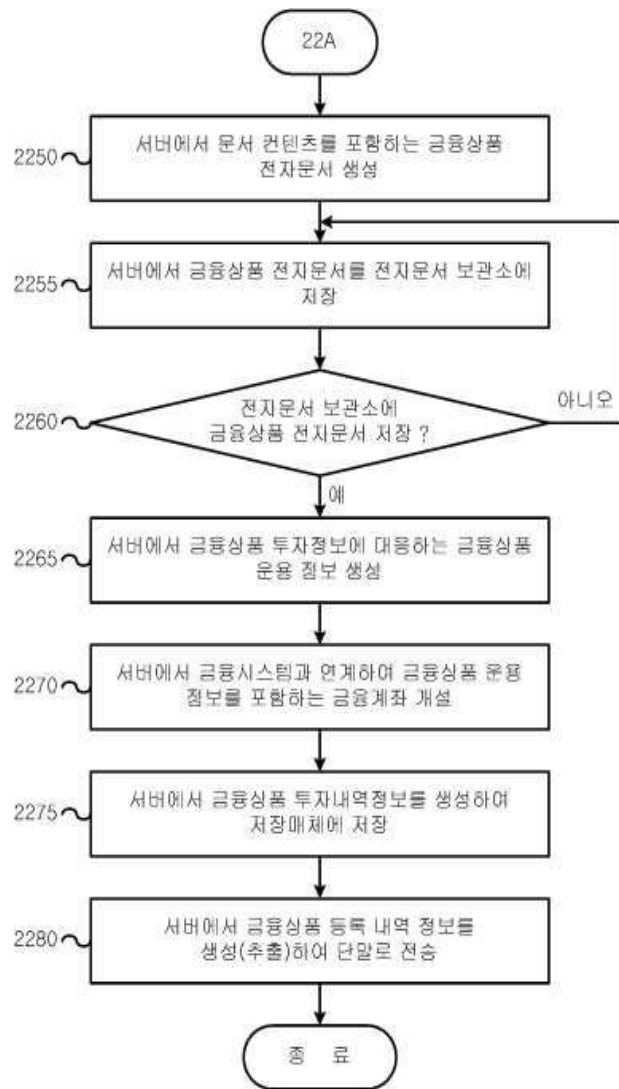 22A
2250
서버에서 문서 컨텐츠를 포함하는 금융상품
전자문서 생성
2255
서버에서 금융상품 전자문서를 전자문서 보관소에
저장
2260
전자문서 보관소에
금융상품 전자문서 저장 ?
아니오
예
2265
서버에서 금융상품 투자정보에 대응하는 금융상품
운용 정보 생성
2270
서버에서 금융시스템과 연계하여 금융상품 운용
정보를 포함하는 금융계좌 개설
2275
서버에서 금융상품 투자내역정보를 생성하여
저장매체에 저장
2280
서버에서 금융상품 등록 내역 정보를
생성(추출)하여 단말로 전송
종 료